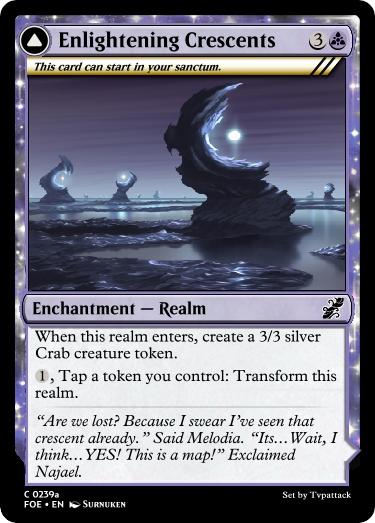 Enlightening Crescents 3
This card can start in your sanctum.
Enchantment — Realm
When this realm enters, create a 3/3 silver
Crab creature token.
1, Tap a token you control: Transform this
realm.
“Are we lost? Because I swear I’ve seen that
crescent already.” Said Melodia. “Its…Wait, I
think…YES! This is a map!” Exclaimed
Najael.
C 0239a
FOE • EN Surnuken
Set by Tvpattack